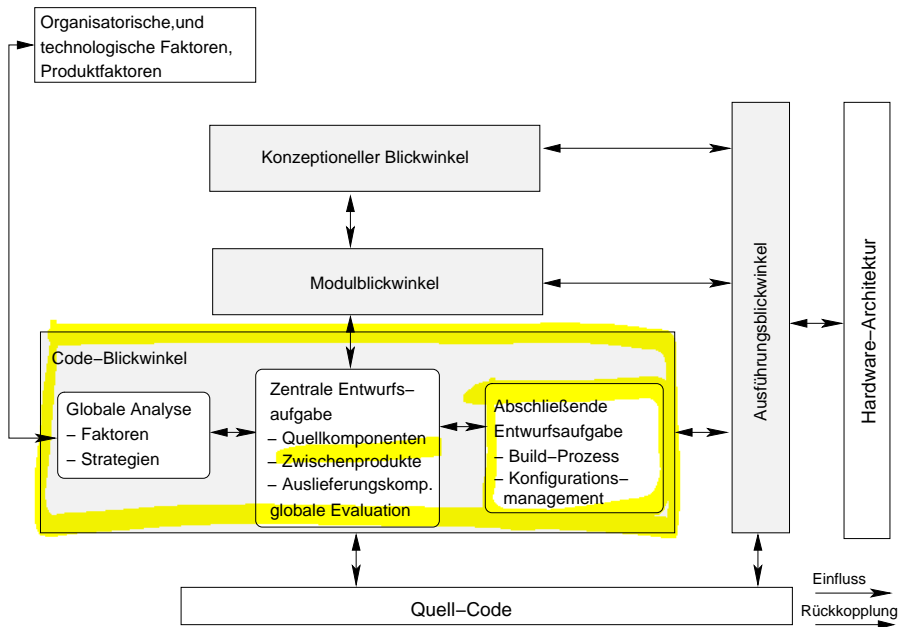 Organisatorische,und
technologische Faktoren,
Produktfaktoren
Konzeptioneller Blickwinkel
Modulblickwinkel
Code−Blickwinkel
Globale Analyse
− Faktoren
− Strategien
Zentrale Entwurfs−
aufgabe
− Quellkomponenten
− Zwischenprodukte
− Auslieferungskomp.
globale Evaluation
Abschließende
Entwurfsaufgabe
− Build−Prozess
− Konfigurations−
management
Ausführungsblickwinkel
Hardware−Architektur
Quell−Code
Einfluss
Rückkopplung